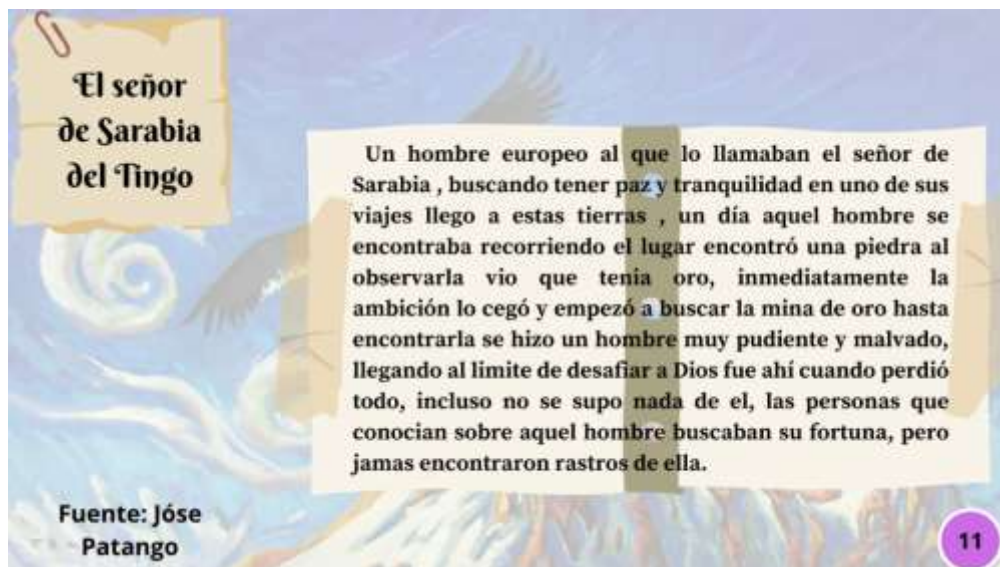 El señor
de Sarabia
del Tingo
Un hombre europeo al que lo llamaban el señor de
Sarabia , buscando tener paz y tranquilidad en uno de sus
viajes llego a estas tierras , un día aquel hombre se
encontraba recorriendo el lugar encontró una piedra al
observarla vio que tenia oro, inmediatamente la
ambición lo cegó y empezó a buscar la mina de oro hasta
encontrarla se hizo un hombre muy pudiente y malvado,
llegando al limite de desafiar a Dios fue ahí cuando perdió
todo, incluso no se supo nada de el, las personas que
conocian sobre aquel hombre buscaban su fortuna, pero
jamas encontraron rastros de ella.
Fuente: Jóse
Patango
11